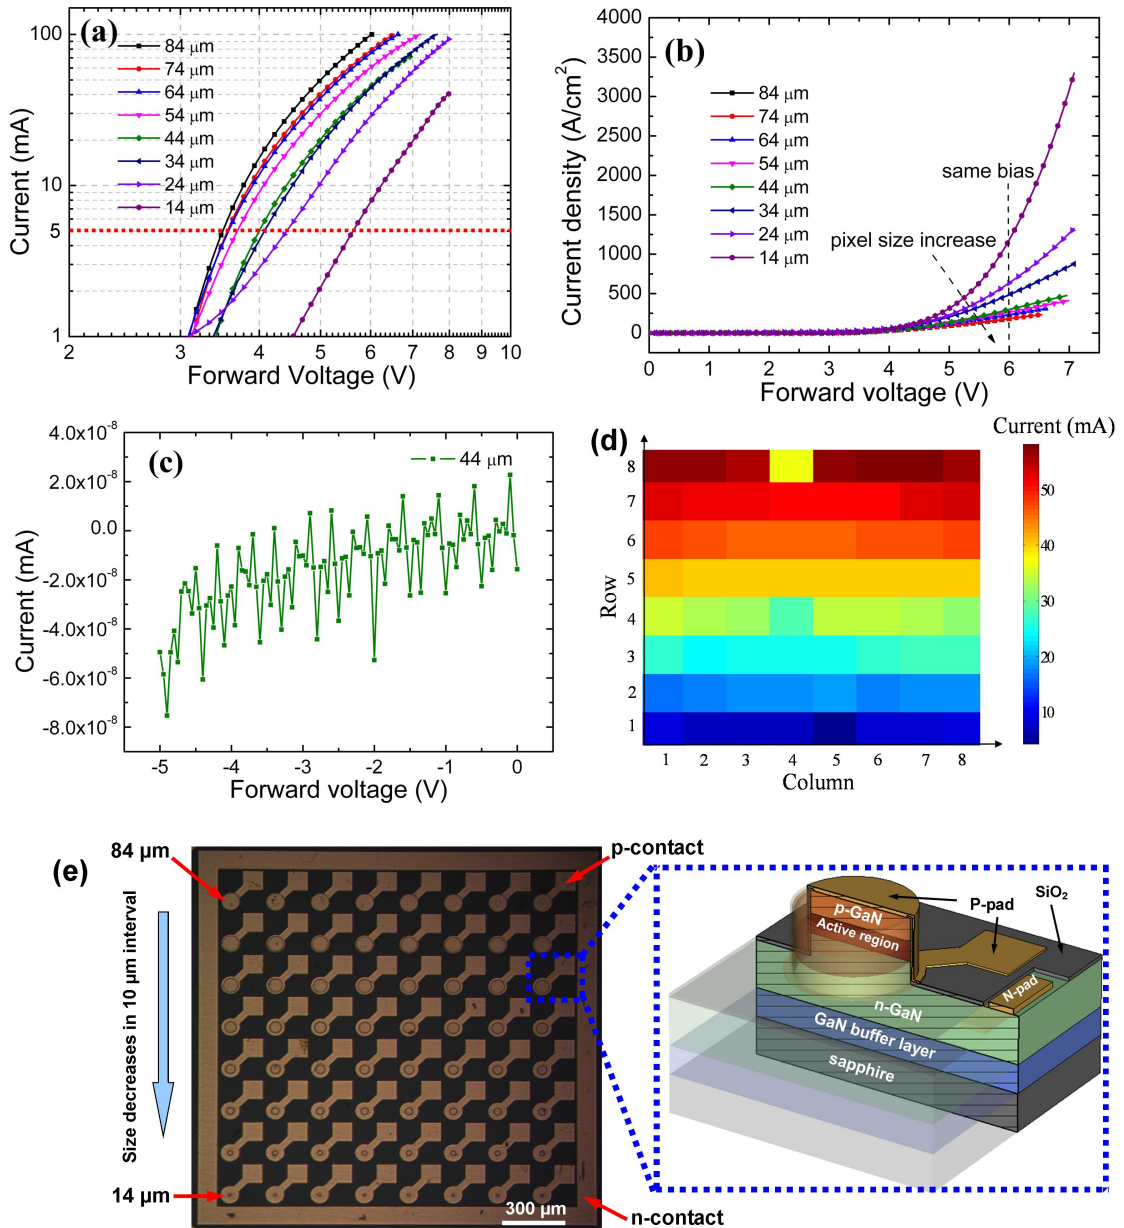 (a)
Current (mA)
100
10
5
1
84 μm
74 μm
64 μm
54 μm
44 μm
34 μm
24 μm
14 μm
2 3 4 5 6 7 8 9 10
Forward Voltage (V)
(b)
Current density (A/cm²)
4000
3500
3000
2500
2000
1500
1000
500
0
84 μm
74 μm
64 μm
54 μm
44 μm
34 μm
24 μm
14 μm
same bias
pixel size increase
0 1 2 3 4 5 6 7
Forward voltage (V)
(c)
Current (mA)
4.0x10⁻⁸
2.0x10⁻⁸
0.0
-2.0x10⁻⁸
-4.0x10⁻⁸
-6.0x10⁻⁸
-8.0x10⁻⁸
44 μm
-5 -4 -3 -2 -1 0
Forward voltage (V)
(d)
Current (mA)
Row
8
7
6
5
4
3
2
1
1 2 3 4 5 6 7 8
Column
50
40
30
20
10
(e)
84 μm
p-contact
Size decreases in 10 μm interval
14 μm
300 μm
n-contact
SiO₂
P-pad
p-GaN
Active region
N-pad
n-GaN
GaN buffer layer
sapphire